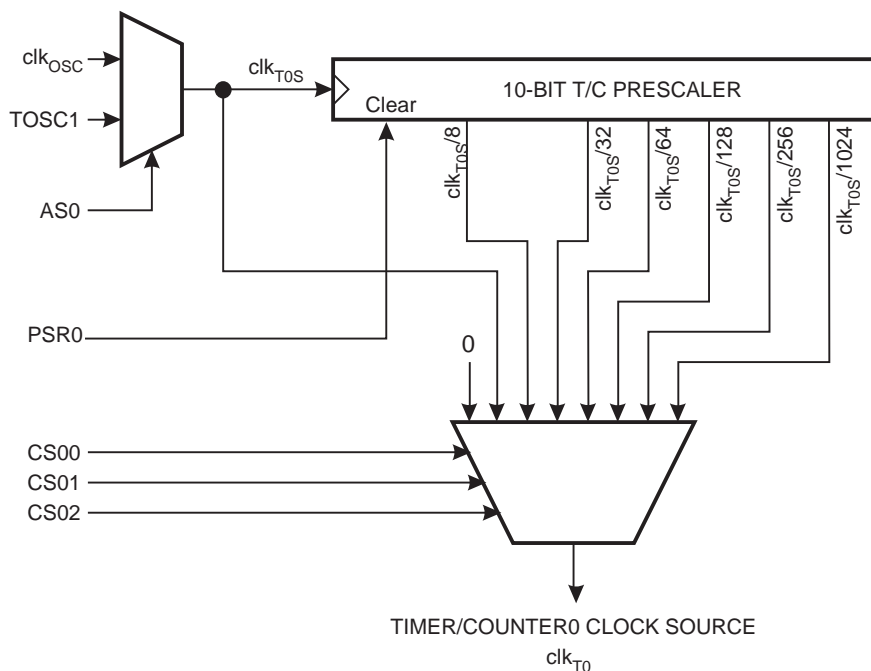 clkOSC
TOSC1
AS0
clkT0S
10-BIT T/C PRESCALER
Clear
clkT0S/8
clkT0S/32
clkT0S/64
clkT0S/128
clkT0S/256
clkT0S/1024
PSR0
0
CS00
CS01
CS02
TIMER/COUNTER0 CLOCK SOURCE
clkT0